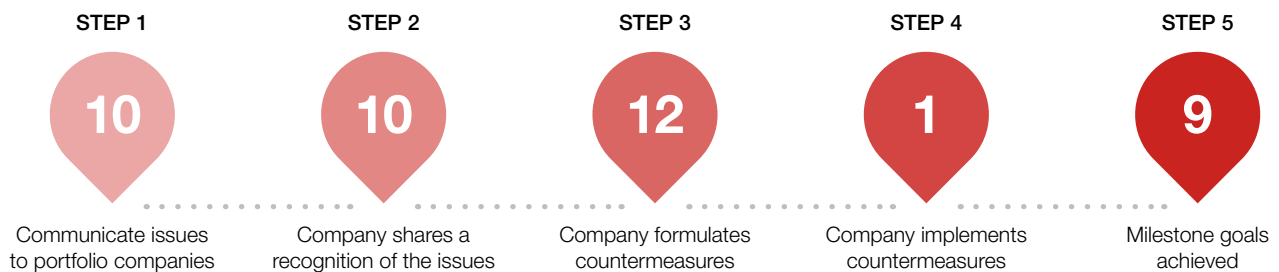 STEP 1
10
Communicate issues
to portfolio companies
STEP 2
10
Company shares a
recognition of the issues
STEP 3
12
Company formulates
countermeasures
STEP 4
1
Company implements
countermeasures
STEP 5
9
Milestone goals
achieved